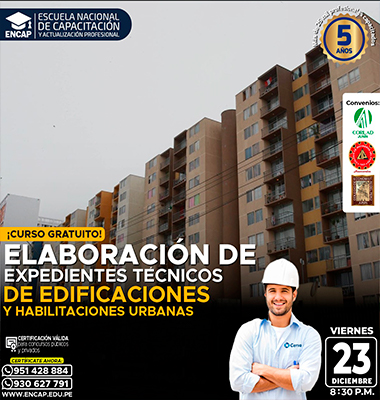 ENCAP
ESCUELA NACIONAL
DE CAPACITACIÓN
Y ACTUALIZACIÓN PROFESIONAL
5
AÑOS
Convenios:
CORLAD
¡CURSO GRATUITO!
ELABORACIÓN DE
EXPEDIENTES TÉCNICOS
DE EDIFICACIONES
Y HABILITACIONES URBANAS
CERTIFICACIÓN VÁLIDA
para concursos públicos
y privados
CERTIFÍCATE AHORA:
951 428 884
930 627 791
WWW.ENCAP.EDU.PE
VIERNES
23
DICIEMBRE
8:30 P.M.